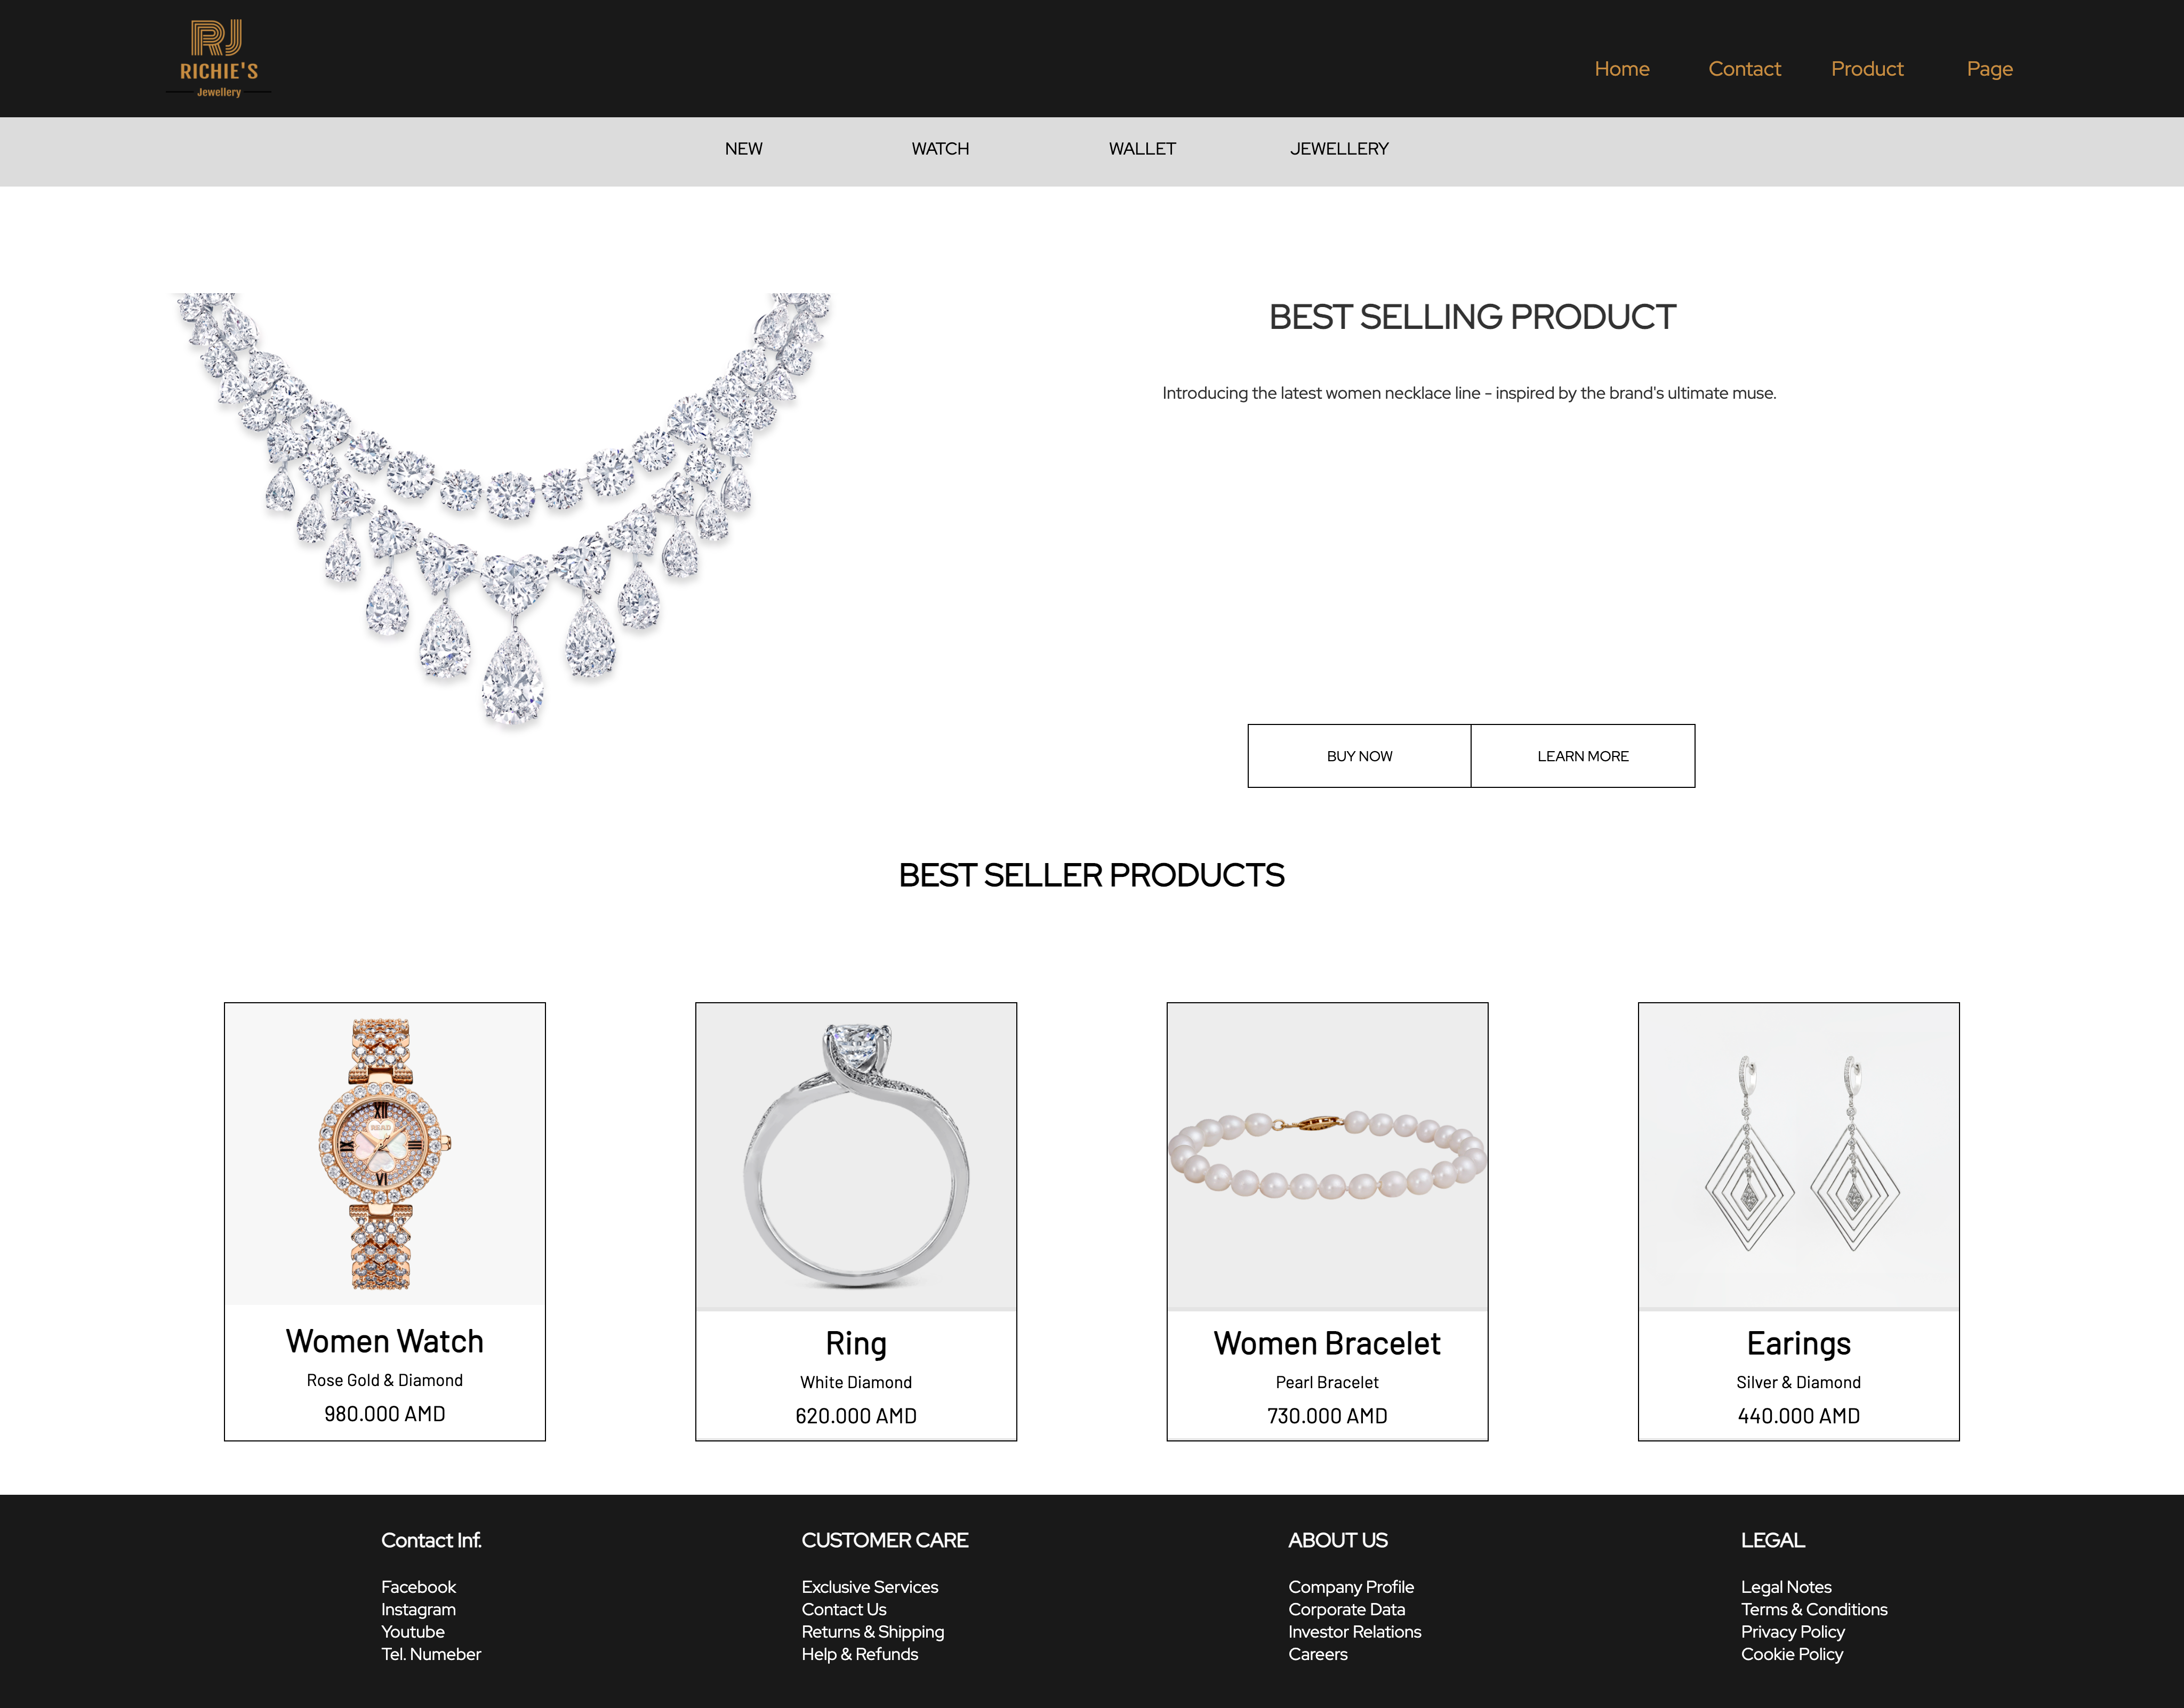 RJ
RICHIE'S
Jewellery
Home Contact Product Page
NEW WATCH WALLET JEWELLERY
BEST SELLING PRODUCT
Introducing the latest women necklace line - inspired by the brand's ultimate muse.
BUY NOW LEARN MORE
BEST SELLER PRODUCTS
XII
READ
VI
Women Watch
Rose Gold & Diamond
980.000 AMD
Ring
White Diamond
620.000 AMD
Women Bracelet
Pearl Bracelet
730.000 AMD
Earings
Silver & Diamond
440.000 AMD
Contact Inf.
Facebook
Instagram
Youtube
Tel. Numeber
CUSTOMER CARE
Exclusive Services
Contact Us
Returns & Shipping
Help & Refunds
ABOUT US
Company Profile
Corporate Data
Investor Relations
Careers
LEGAL
Legal Notes
Terms & Conditions
Privacy Policy
Cookie Policy